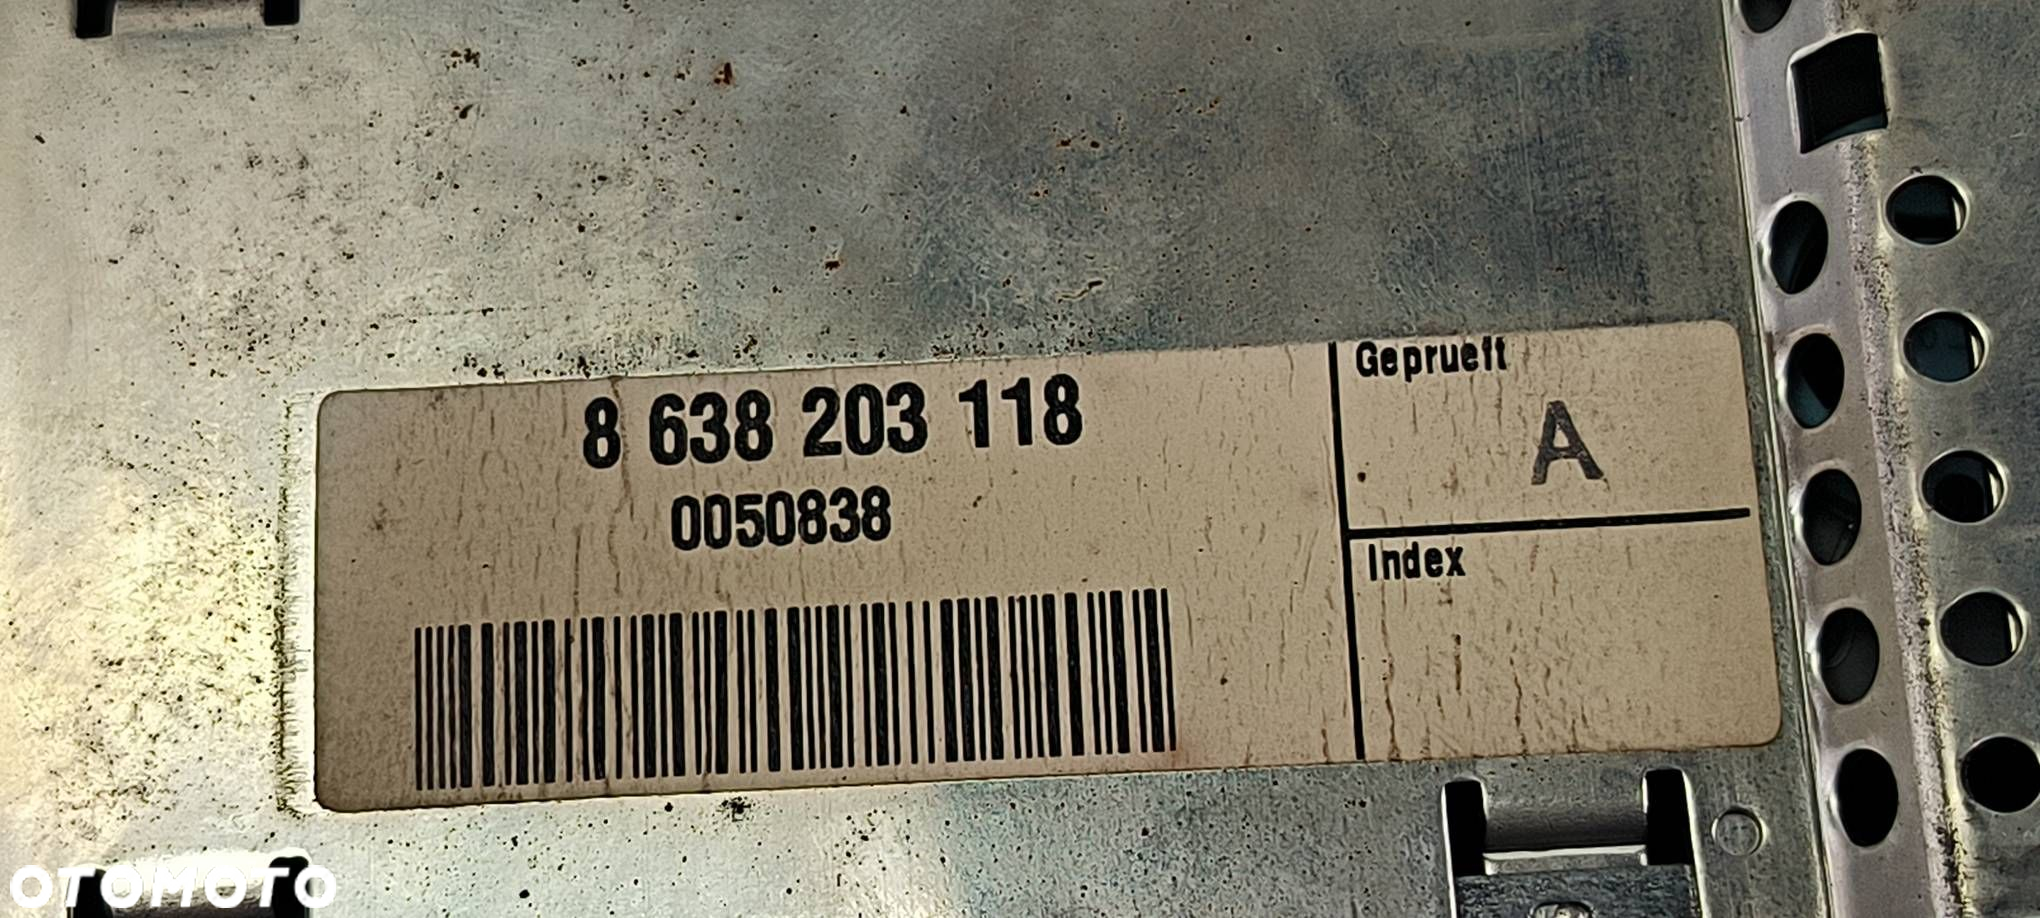 8 638 203 118
0050838
Geprueft
A
Index
OTOMOTO